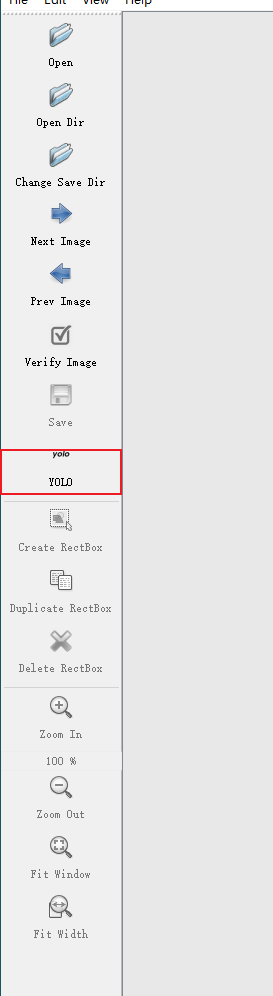 File Edit View Help
Open
Open Dir
Change Save Dir
Next Image
Prev Image
Verify Image
Save
yolo
YOLO
Create RectBox
Duplicate RectBox
Delete RectBox
Zoom In
100 %
Zoom Out
Fit Window
Fit Width